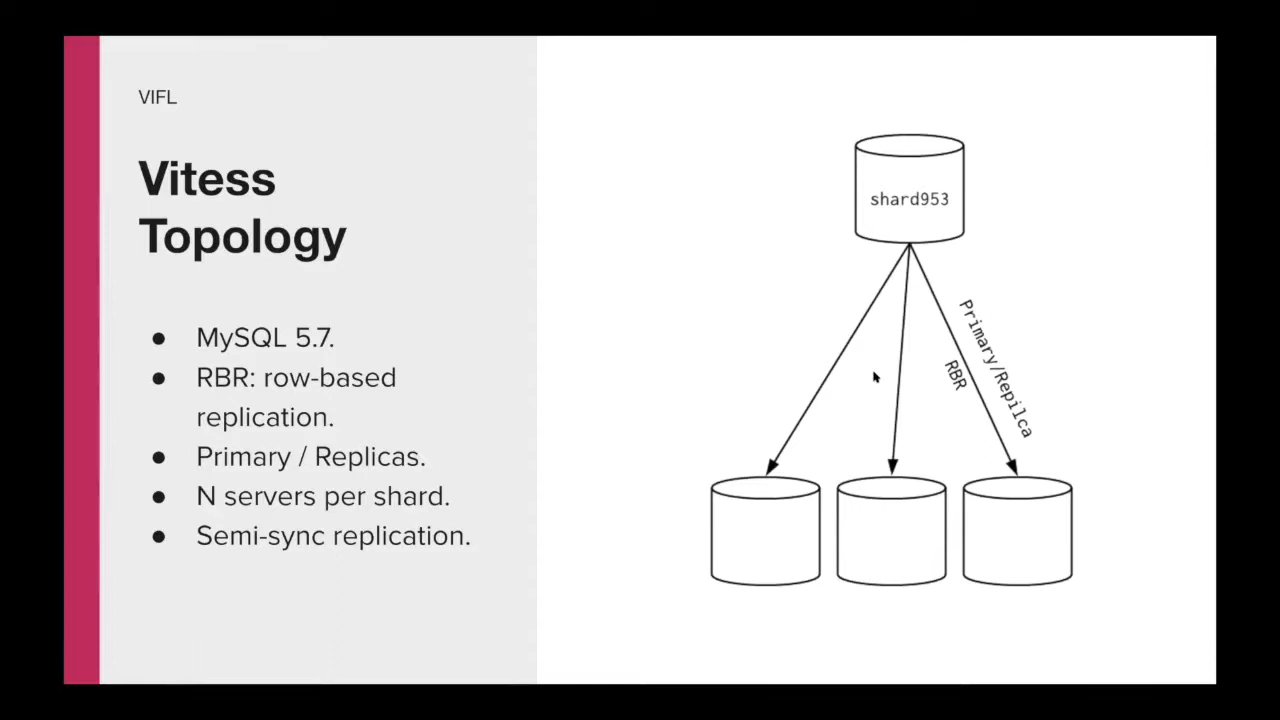 VIFL
Vitess
Topology
● MySQL 5.7.
● RBR: row-based
replication.
● Primary / Replicas.
● N servers per shard.
● Semi-sync replication.
shard953
Primary/Repilca
RBR